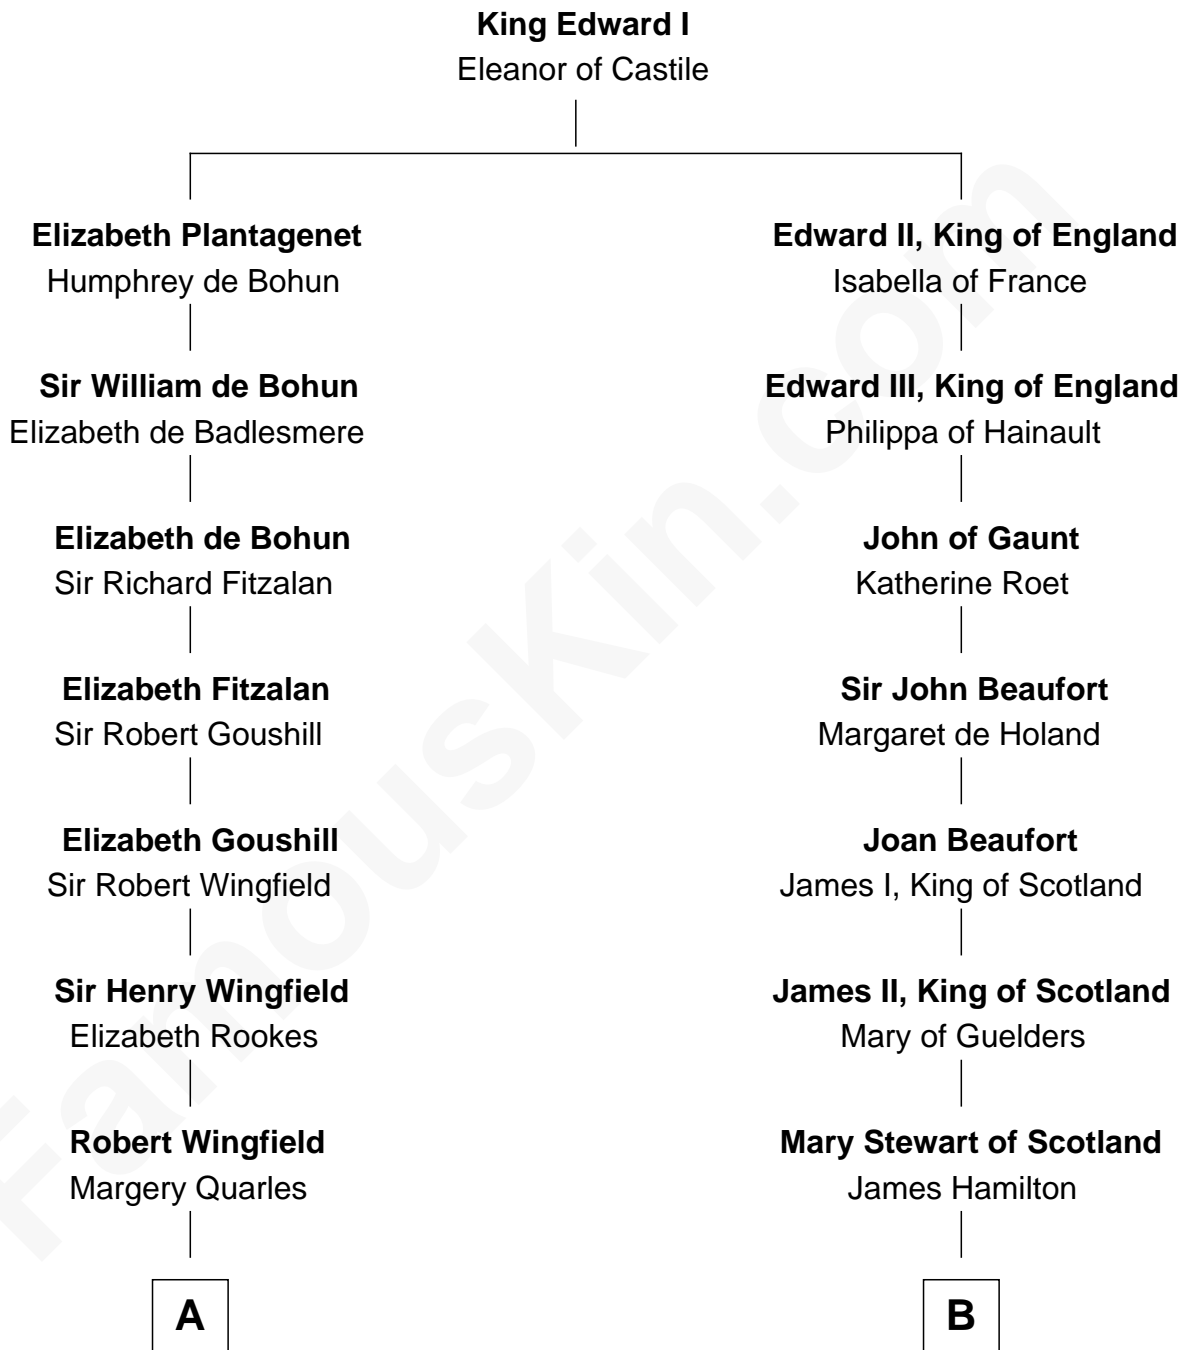 King Edward I
Eleanor of Castile
Elizabeth Plantagenet
Humphrey de Bohun
Edward II, King of England
Isabella of France
Sir William de Bohun
Elizabeth de Badlesmere
Edward III, King of England
Philippa of Hainault
Elizabeth de Bohun
Sir Richard Fitzalan
John of Gaunt
Katherine Roet
Elizabeth Fitzalan
Sir Robert Goushill
Sir John Beaufort
Margaret de Holand
Elizabeth Goushill
Sir Robert Wingfield
Joan Beaufort
James I, King of Scotland
Sir Henry Wingfield
Elizabeth Rookes
James II, King of Scotland
Mary of Guelders
Robert Wingfield
Margery Quarles
Mary Stewart of Scotland
James Hamilton
A
B
FamousKin.com